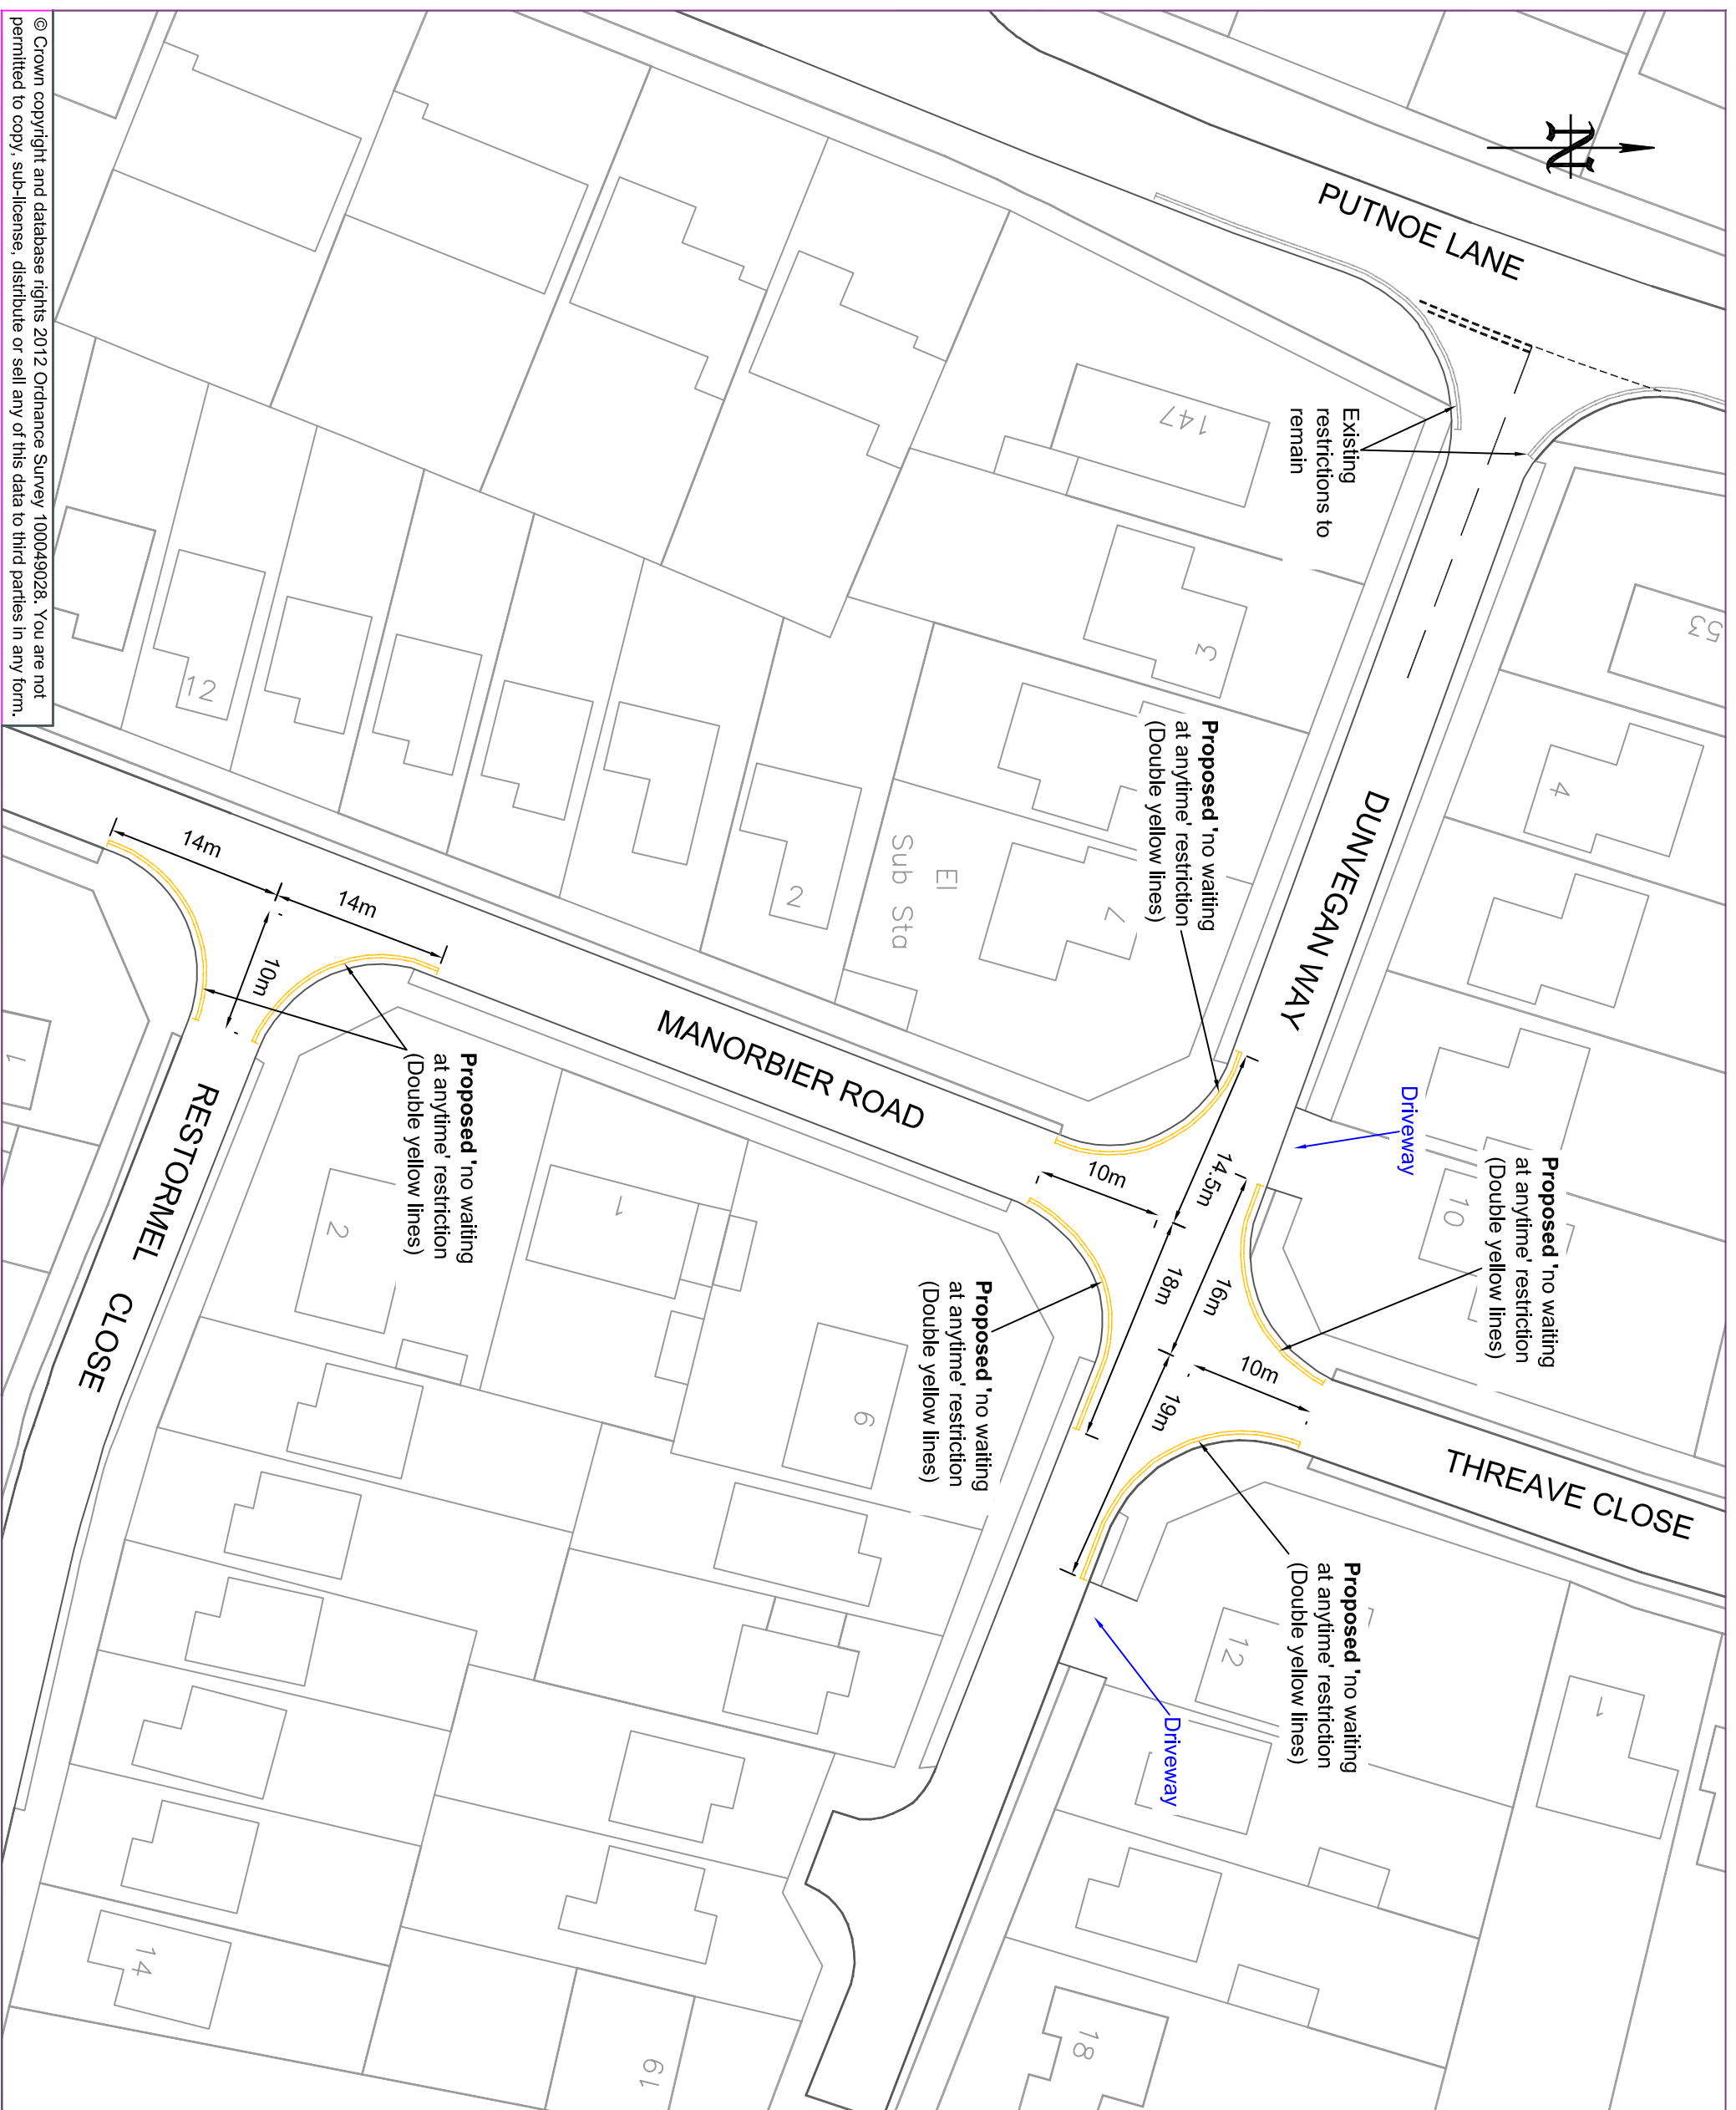 N
PUTNOE LANE
Existing
restrictions to
remain
147
53
3
4
DUNVEGAN WAY
Proposed 'no waiting
at anytime' restriction
(Double yellow lines)
7
El
Sub Sta
2
12
Driveway
Proposed 'no waiting
at anytime' restriction
(Double yellow lines)
10
14.5m
10m
16m
18m
10m
19m
THREAVE CLOSE
MANORBIER ROAD
Proposed 'no waiting
at anytime' restriction
(Double yellow lines)
6
Proposed 'no waiting
at anytime' restriction
(Double yellow lines)
12
1
Driveway
14m
14m
10m
Proposed 'no waiting
at anytime' restriction
(Double yellow lines)
1
2
1
RESTORMEL CLOSE
14
19
18
© Crown copyright and database rights 2012 Ordnance Survey 100049028. You are not
permitted to copy, sub-license, distribute or sell any of this data to third parties in any form.